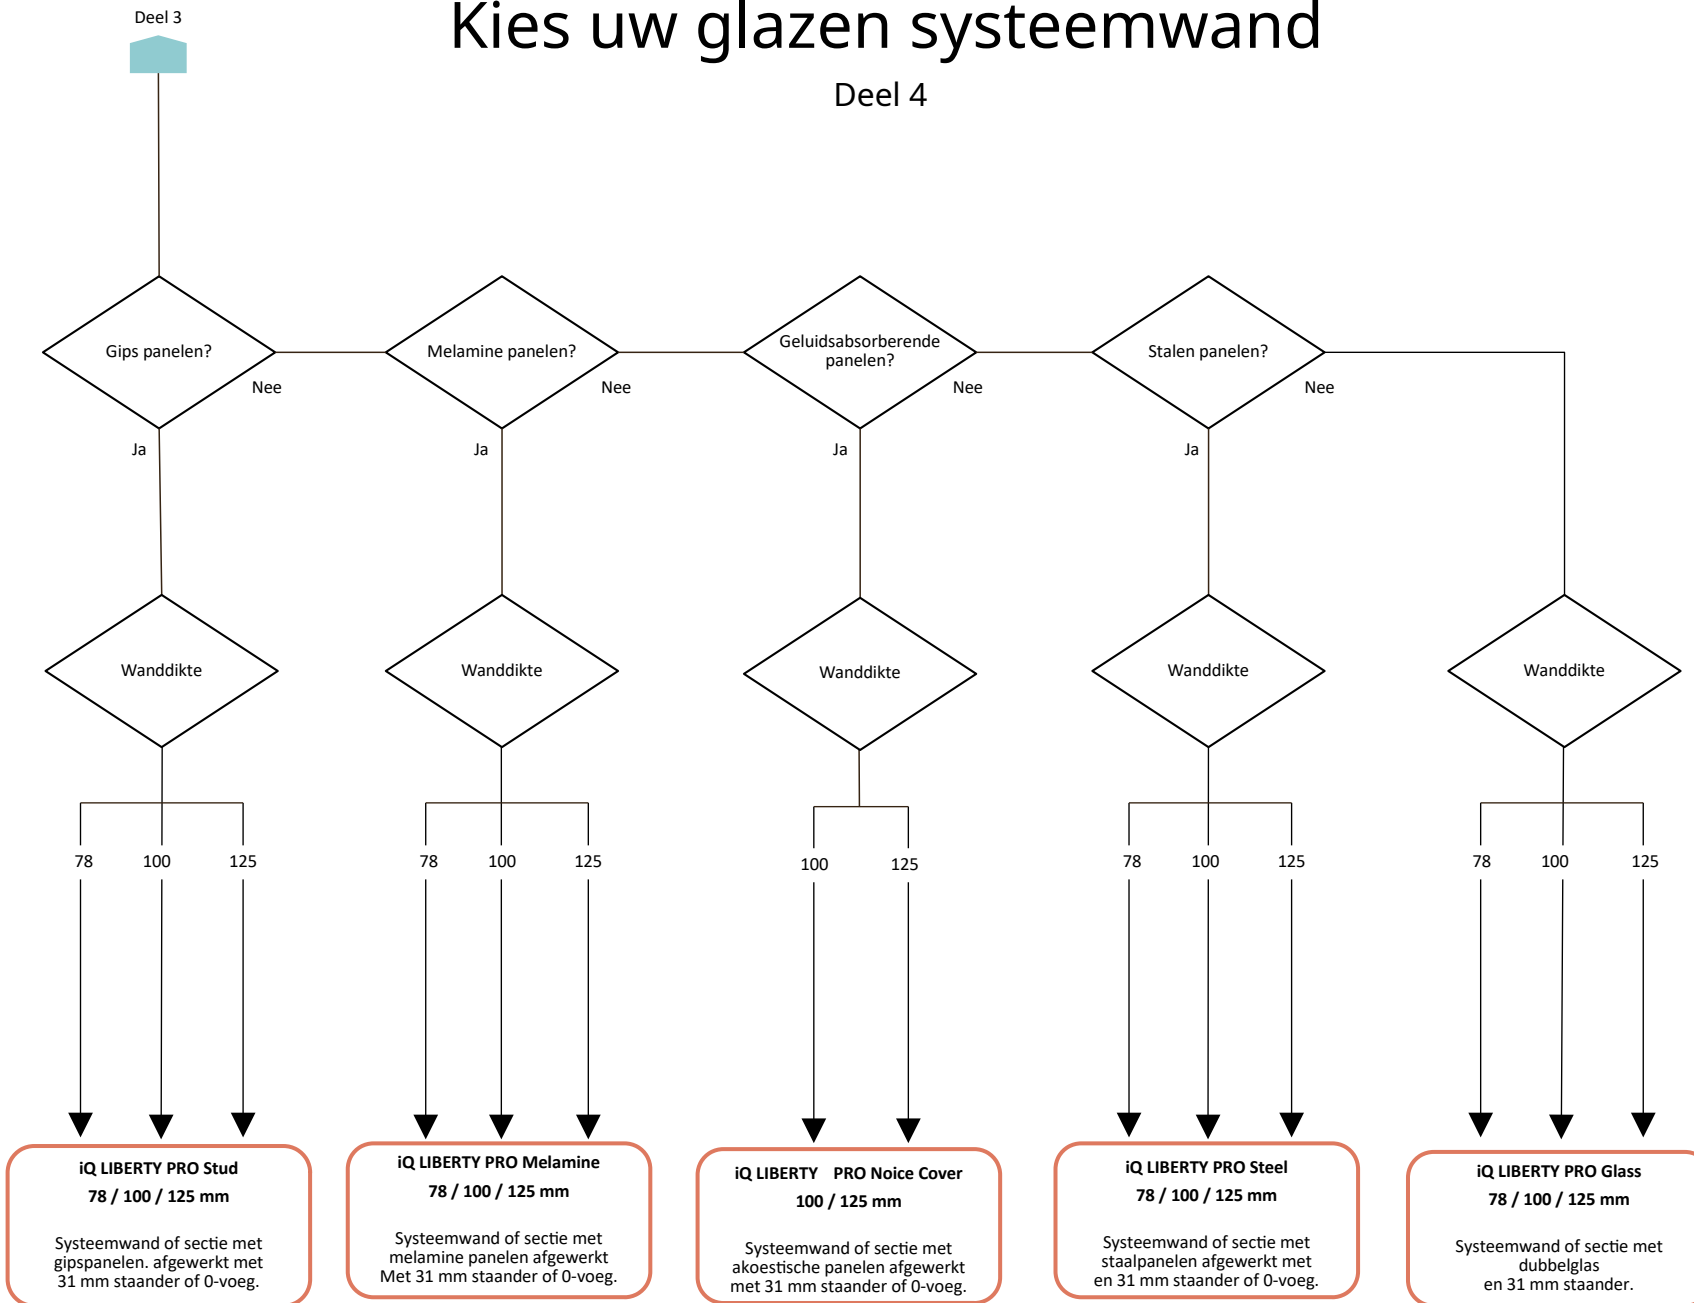 Deel 3
Kies uw glazen systeemwand
Deel 4
Gips panelen?
Nee
Ja
Melamine panelen?
Nee
Ja
Geluidsabsorberende
panelen?
Nee
Ja
Stalen panelen?
Nee
Ja
Wanddikte
Wanddikte
Wanddikte
Wanddikte
Wanddikte
78 100 125
78 100 125
100 125
78 100 125
78 100 125
iQ LIBERTY PRO Stud
78 / 100 / 125 mm
Systeemwand of sectie met
gipspanelen. afgewerkt met
31 mm staander of 0-voeg.
iQ LIBERTY PRO Melamine
78 / 100 / 125 mm
Systeemwand of sectie met
melamine panelen afgewerkt
Met 31 mm staander of 0-voeg.
iQ LIBERTY PRO Noice Cover
100 / 125 mm
Systeemwand of sectie met
akoestische panelen afgewerkt
met 31 mm staander of 0-voeg.
iQ LIBERTY PRO Steel
78 / 100 / 125 mm
Systeemwand of sectie met
staalpanelen afgewerkt met
en 31 mm staander of 0-voeg.
iQ LIBERTY PRO Glass
78 / 100 / 125 mm
Systeemwand of sectie met
dubbelglas
en 31 mm staander.